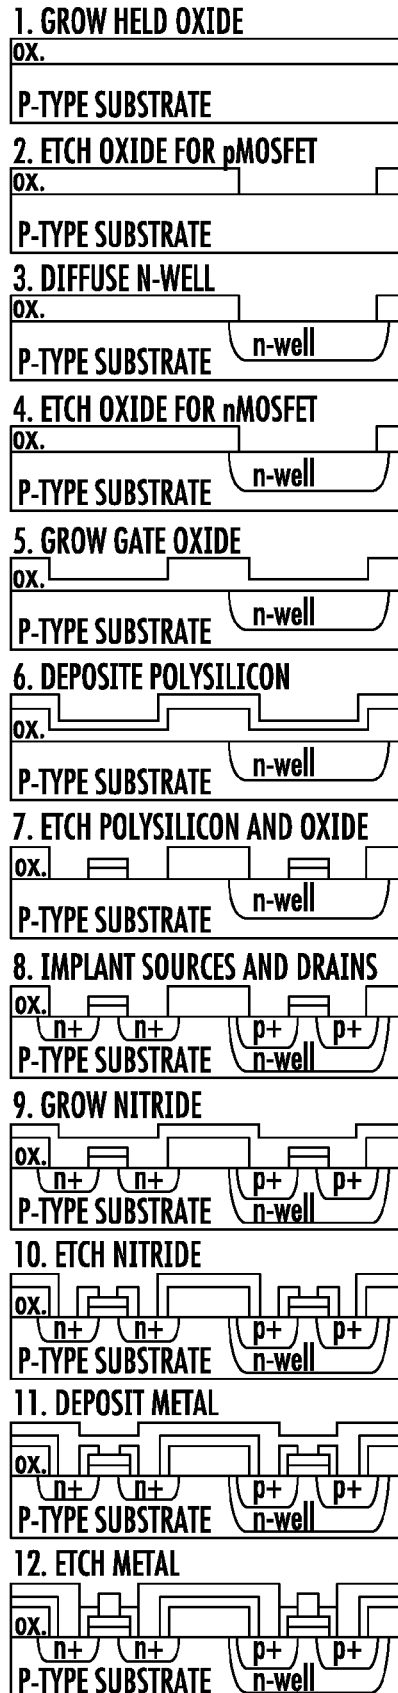 1. GROW HELD OXIDE
OX.
P-TYPE SUBSTRATE
2. ETCH OXIDE FOR pMOSFET
OX.
P-TYPE SUBSTRATE
3. DIFFUSE N-WELL
OX.
n-well
P-TYPE SUBSTRATE
4. ETCH OXIDE FOR nMOSFET
OX.
n-well
P-TYPE SUBSTRATE
5. GROW GATE OXIDE
OX.
n-well
P-TYPE SUBSTRATE
6. DEPOSITE POLYSILICON
OX.
n-well
P-TYPE SUBSTRATE
7. ETCH POLYSILICON AND OXIDE
OX.
n-well
P-TYPE SUBSTRATE
8. IMPLANT SOURCES AND DRAINS
OX.
n+ n+ p+ p+
P-TYPE SUBSTRATE n-well
9. GROW NITRIDE
OX.
n+ n+ p+ p+
P-TYPE SUBSTRATE n-well
10. ETCH NITRIDE
OX.
n+ n+ p+ p+
P-TYPE SUBSTRATE n-well
11. DEPOSIT METAL
OX.
n+ n+ p+ p+
P-TYPE SUBSTRATE n-well
12. ETCH METAL
OX.
n+ n+ p+ p+
P-TYPE SUBSTRATE n-well